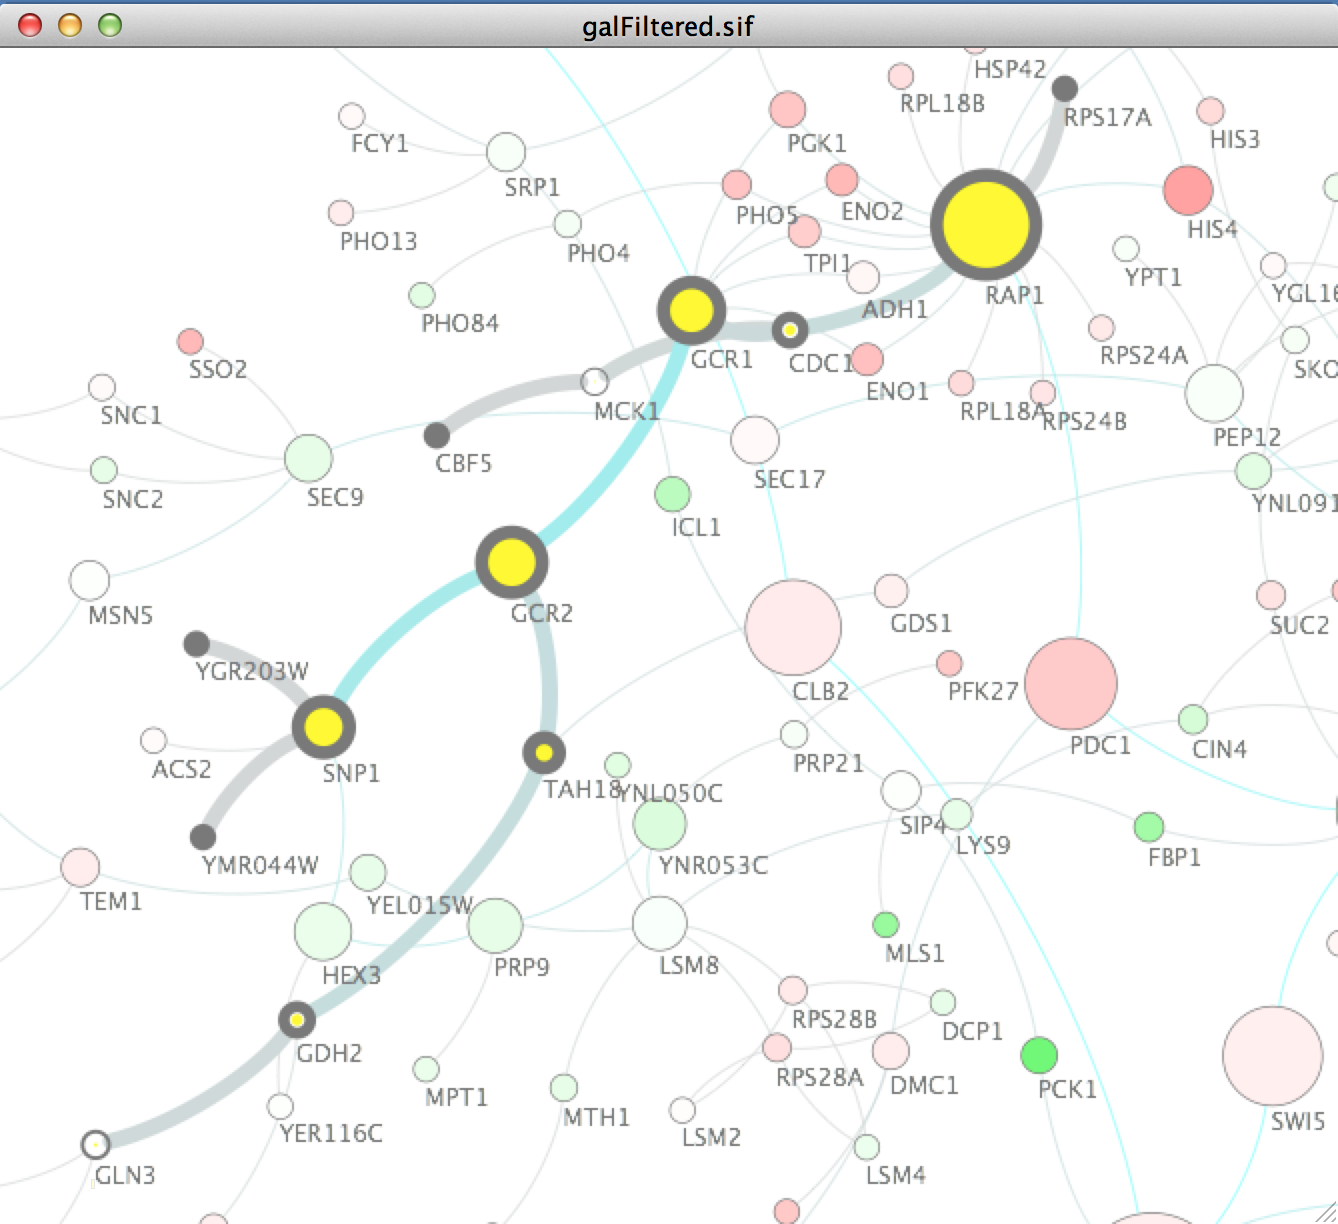 galFiltered.sif
HSP42
RPL18B
RPS17A
FCY1
PGK1
HIS3
SRP1
PHO5
ENO2
HIS4
PHO13
PHO4
TPI1
YPT1
RAP1
ADH1
PHO84
GCR1
CDC1
RPS24A
SSO2
ENO1
SNC1
MCK1
RPL18A
RPS24B
PEP12
CBF5
SEC17
SNC2
SEC9
YNL091
ICL1
MSN5
GCR2
GDS1
SUC2
YGR203W
CLB2
PFK27
PDC1
CIN4
ACS2
SNP1
PRP21
TAH18
YNL050C
SIP4
LYS9
FBP1
YMR044W
YNR053C
TEM1
YEL015W
MLS1
HEX3
PRP9
LSM8
RPS28B
DCP1
GDH2
RPS28A
DMC1
PCK1
MPT1
MTH1
SWI5
YER116C
LSM2
GLN3
LSM4